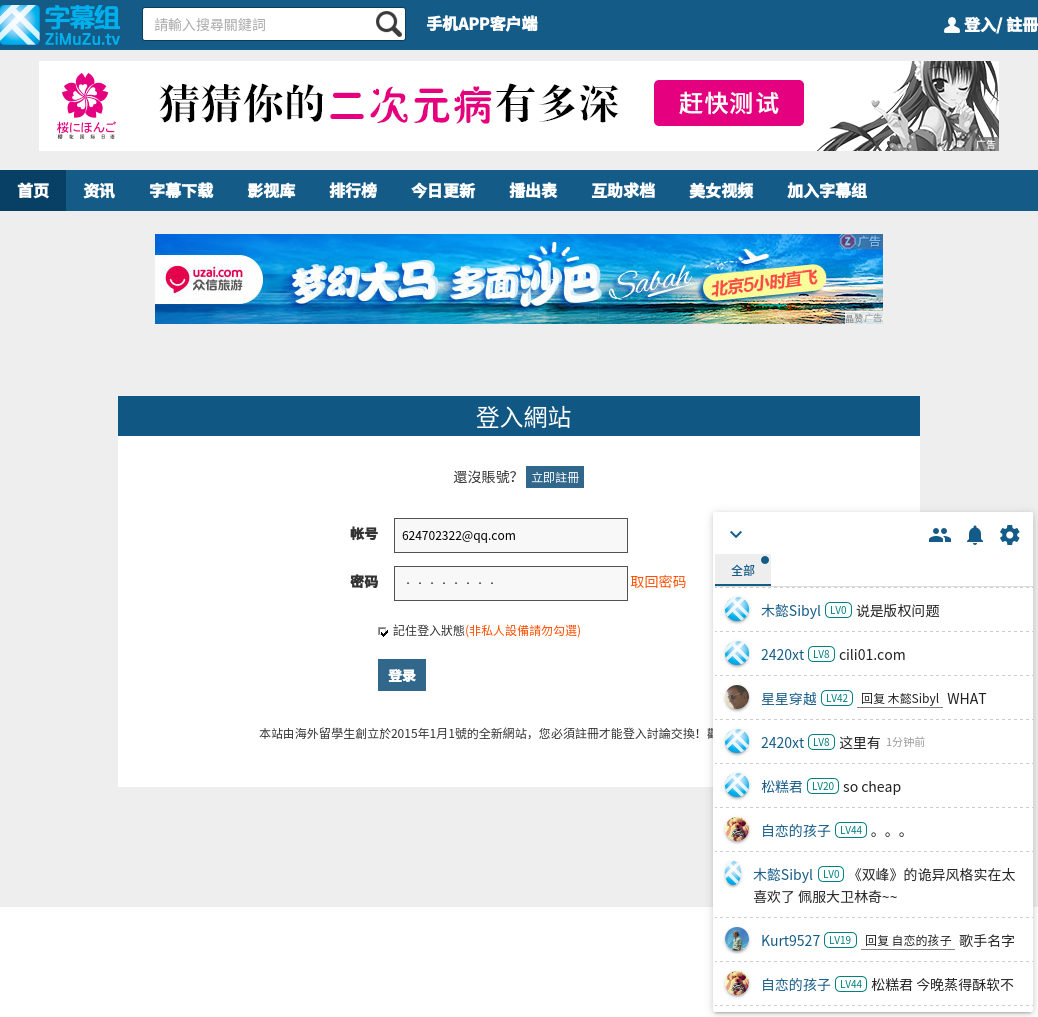 字幕组
ZiMuZu.tv
請輸入搜尋關鍵詞
手机APP客户端
登入/ 註冊
桜にほんご
猜猜你的二次元病有多深
赶快测试
广告
首页 资讯 字幕下载 影视库 排行榜 今日更新 播出表 互助求档 美女视频 加入字幕组
uzai.com
众信旅游
梦幻大马 多面沙巴
Sabah
北京5小时直飞
广告
晶赞广告
登入網站
還沒賬號？ 立即註冊
帐号 624702322@qq.com
密码 ········ 取回密码
記住登入狀態(非私人設備請勿勾選)
登录
本站由海外留學生創立於2015年1月1號的全新網站，您必須註冊才能登入討論交換！
全部
木懿Sibyl LV0 说是版权问题
2420xt LV8 cili01.com
星星穿越 LV42 回复 木懿Sibyl WHAT
2420xt LV8 这里有 1分钟前
松糕君 LV20 so cheap
自恋的孩子 LV44 。。。
木懿Sibyl LV0 《双峰》的诡异风格实在太
喜欢了 佩服大卫林奇~~
Kurt9527 LV19 回复 自恋的孩子 歌手名字
自恋的孩子 LV44 松糕君 今晚蒸得酥软不